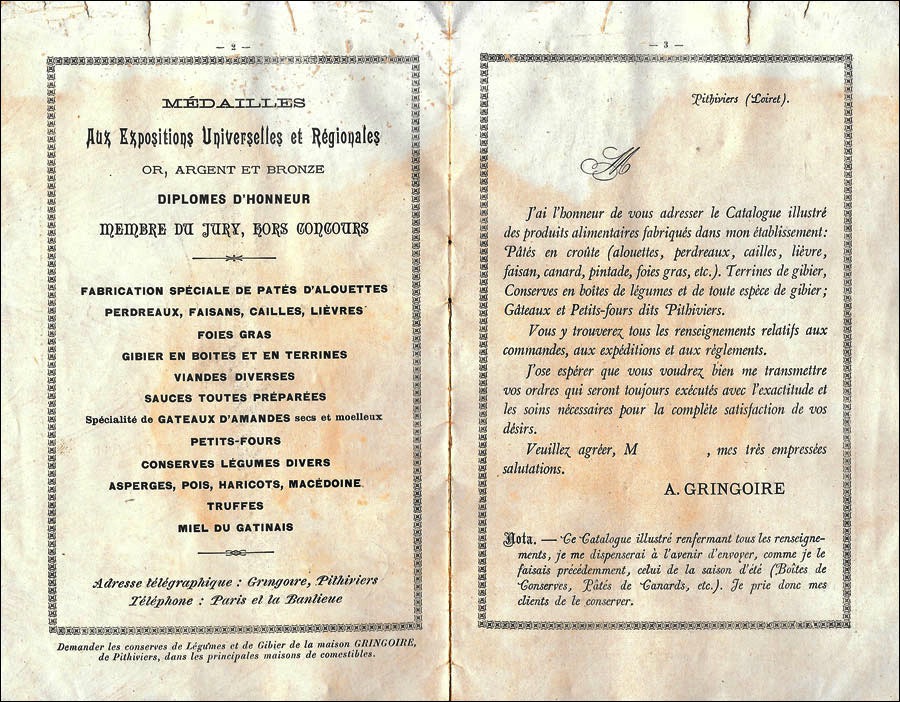 — 2 —
MÉDAILLES
Aux Expositions Universelles et Régionales
OR, ARGENT ET BRONZE
DIPLOMES D'HONNEUR
MEMBRE DU JURY, HORS CONCOURS
FABRICATION SPÉCIALE DE PATÉS D'ALOUETTES
PERDREAUX, FAISANS, CAILLES, LIÈVRES
FOIES GRAS
GIBIER EN BOITES ET EN TERRINES
VIANDES DIVERSES
SAUCES TOUTES PRÉPARÉES
Spécialité de GATEAUX D'AMANDES secs et moelleux
PETITS-FOURS
CONSERVES LÉGUMES DIVERS
ASPERGES, POIS, HARICOTS, MACÉDOINE
TRUFFES
MIEL DU GATINAIS
Adresse télégraphique : Gringoire, Pithiviers
Téléphone : Paris et la Banlieue
Demander les conserves de Légumes et de Gibier de la maison GRINGOIRE,
de Pithiviers, dans les principales maisons de comestibles.
— 3 —
Pithiviers (Loiret).
M
J'ai l'honneur de vous adresser le Catalogue illustré
des produits alimentaires fabriqués dans mon établissement:
Pâtés en croûte (alouettes, perdreaux, cailles, lièvre,
faisan, canard, pintade, foies gras, etc.). Terrines de gibier,
Conserves en boîtes de légumes et de toute espèce de gibier;
Gâteaux et Petits-fours dits Pithiviers.
Vous y trouverez tous les renseignements relatifs aux
commandes, aux expéditions et aux règlements.
J'ose espérer que vous voudrez bien me transmettre
vos ordres qui seront toujours exécutés avec l'exactitude et
les soins nécessaires pour la complète satisfaction de vos
désirs.
Veuillez agréer, M , mes très empressées
salutations.
A. GRINGOIRE
Nota. — Ce Catalogue illustré renfermant tous les renseigne-
ments, je me dispenserai à l'avenir d'envoyer, comme je le
faisais précédemment, celui de la saison d'été (Boîtes de
Conserves, Pâtés de Canards, etc.). Je prie donc mes
clients de le conserver.